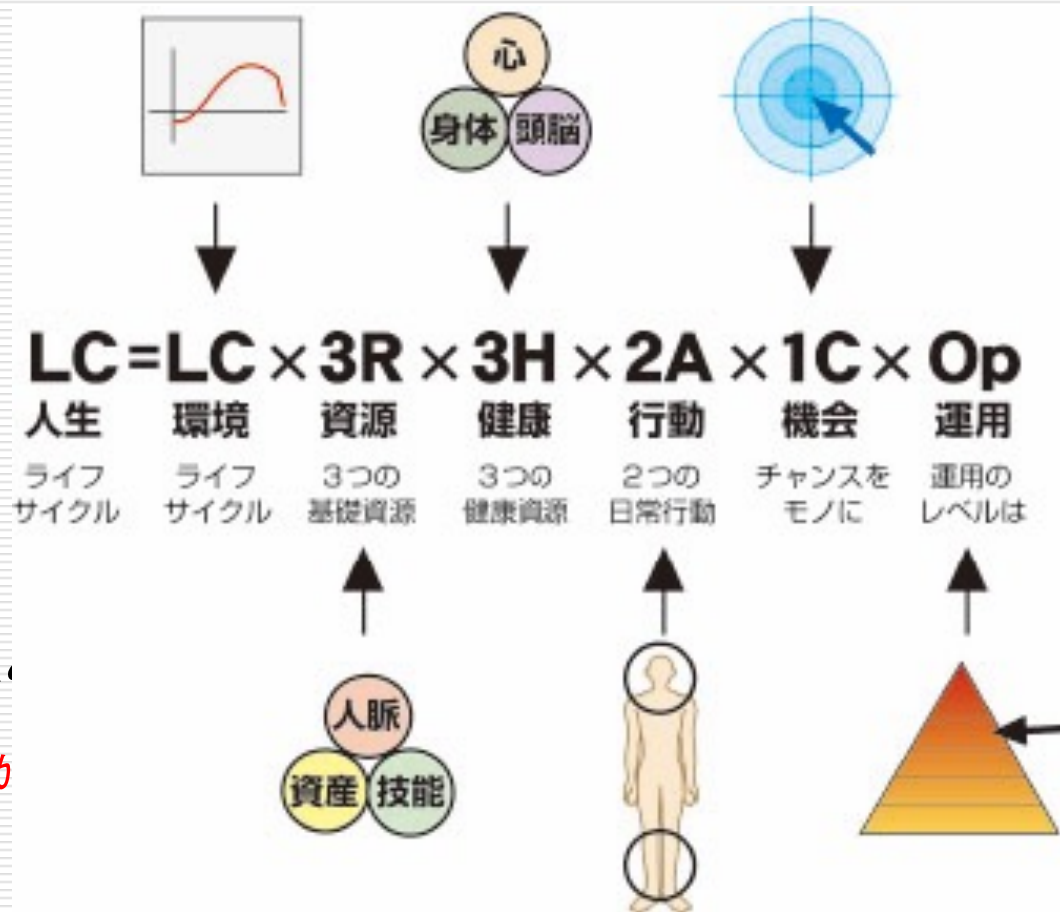 心
身体 頭脳
LC=LC×3R×3H×2A×1C×Op
人生 環境 資源 健康 行動 機会 運用
ライフ ライフ 3つの 3つの 2つの チャンスを 運用の
サイクル サイクル 基礎資源 健康資源 日常行動 モノに レベルは
人脈
資産 技能